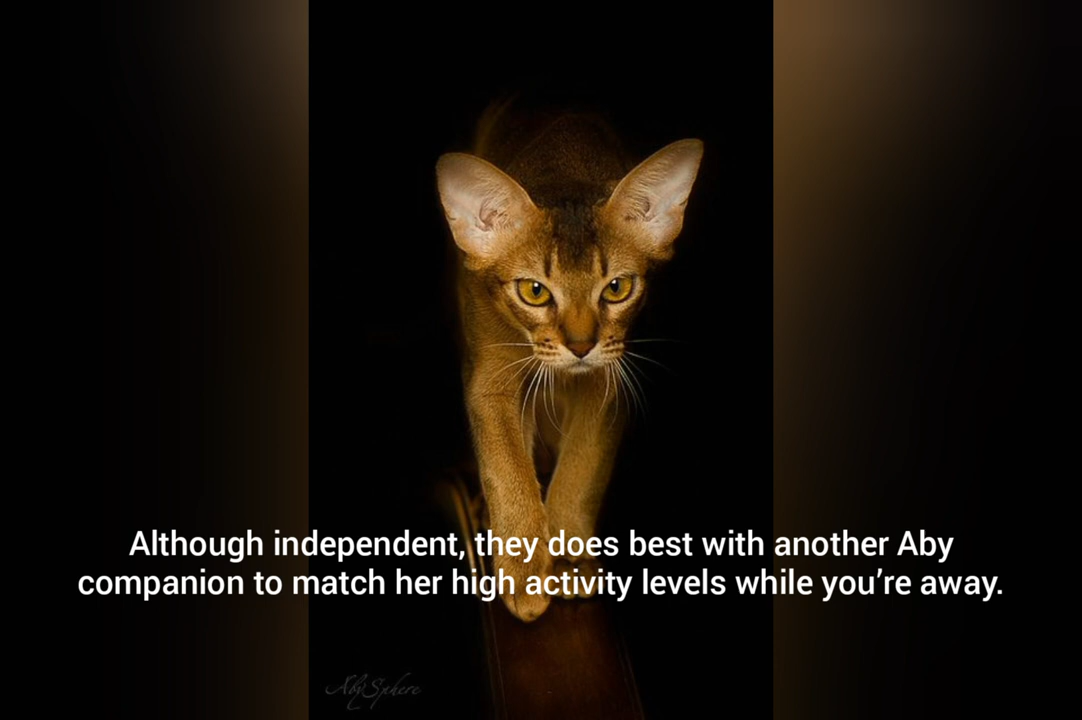 Although independent, they does best with another Aby
companion to match her high activity levels while you're away.
AbySphere